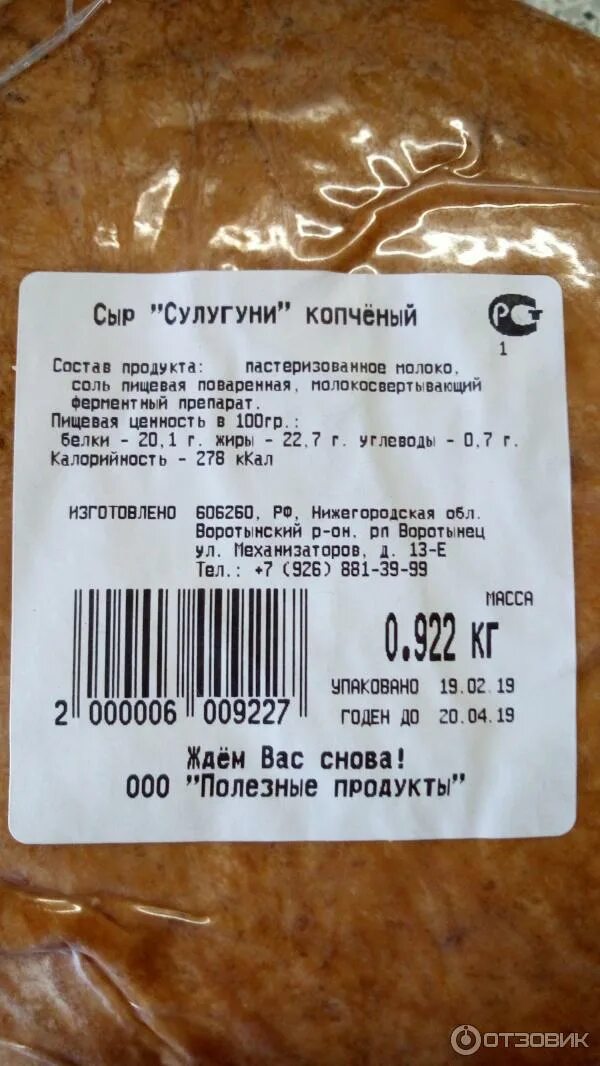 Сыр "Сулугуни" копчёный
РСТ
1
Состав продукта: пастеризованное молоко,
соль пищевая поваренная, молокосвертывающий
ферментный препарат.
Пищевая ценность в 100гр.:
белки - 20,1 г. жиры - 22,7 г. углеводы - 0,7 г.
Калорийность - 278 кКал
ИЗГОТОВЛЕНО 606260, РФ, Нижегородская обл.
Воротынский р-он. рп Воротынец
ул. Механизаторов, д. 13-Е
Тел.: +7 (926) 881-39-99
МАССА
0.922 кг
УПАКОВАНО 19.02.19
ГОДЕН ДО 20.04.19
2 000006 009227
Ждём Вас снова!
ООО "Полезные продукты"
ОТЗОВИК